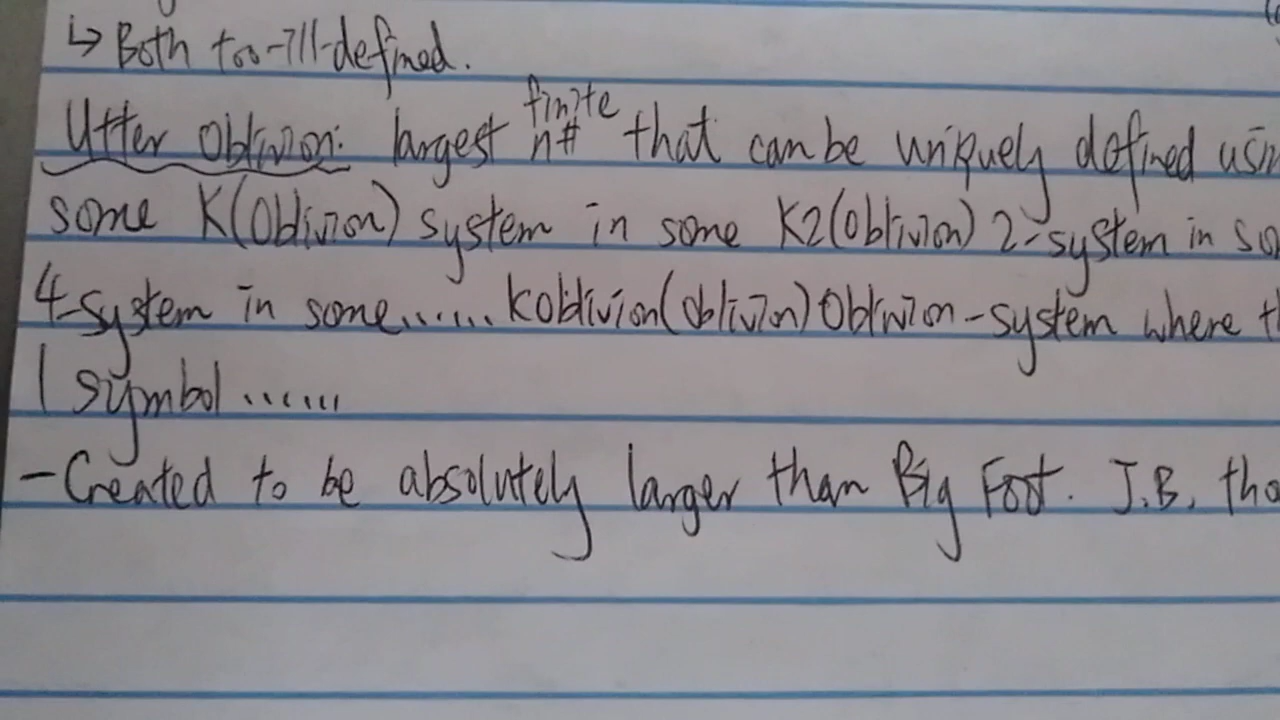 ↳ Both too-ill-defined.
Utter Oblivion: largest finite n# that can be uniquely defined usin
some K(Oblivion) system in some K2(oblivion) 2-system in so
4-system in some...... Koblivion(oblivion) Oblivion-system where th
1 symbol......
- Created to be absolutely larger than Big Foot. J.B. tho